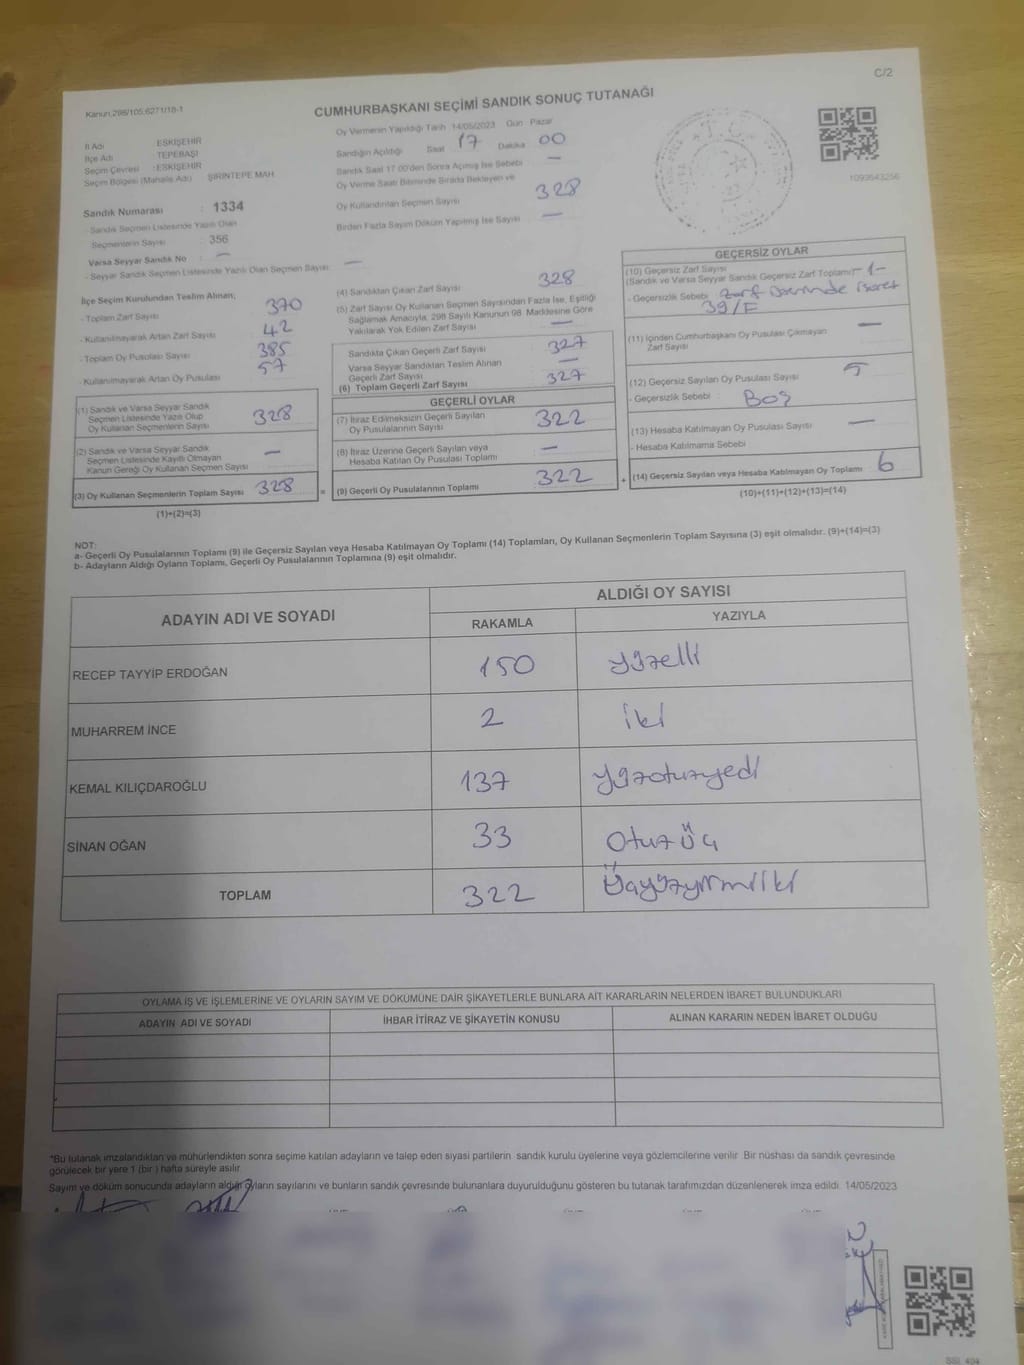 C/2
Kanun:298/105;6271/18-1
CUMHURBAŞKANI SEÇİMİ SANDIK SONUÇ TUTANAĞI
İl Adı ESKİŞEHİR
İlçe Adı :TEPEBAŞI
Seçim Çevresi :ESKİŞEHİR
Seçim Bölgesi (Mahalle Adı) ŞİRİNTEPE MAH.
Sandık Numarası : 1334
- Sandık Seçmen Listesinde Yazılı Olan
Seçmenlerin Sayısı : 356
Varsa Seyyar Sandık No : —
- Seyyar Sandık Seçmen Listesinde Yazılı Olan Seçmen Sayısı —
İlçe Seçim Kurulundan Teslim Alınan;
- Toplam Zarf Sayısı 370
- Kullanılmayarak Artan Zarf Sayısı 42
- Toplam Oy Pusulası Sayısı 385
- Kullanılmayarak Artan Oy Pusulası 57
(1) Sandık ve Varsa Seyyar Sandık
Seçmen Listesinde Yazılı Olup
Oy Kullanan Seçmenlerin Sayısı 328
(2) Sandık ve Varsa Seyyar Sandık
Seçmen Listesinde Kayıtlı Olmayan
Kanun Gereği Oy Kullanan Seçmen Sayısı —
(3) Oy Kullanan Seçmenlerin Toplam Sayısı 328 =
(1)+(2)=(3)
Oy Vermenin Yapıldığı Tarih 14/05/2023 Gün Pazar
Sandığın Açıldığı Saat 17 Dakika 00
Sandık Saat 17.00'den Sonra Açılmış İse Sebebi —
Oy Verme Saati Bitiminde Sırada Bekleyen ve
Oy Kullandırılan Seçmen Sayısı 328
Birden Fazla Sayım Döküm Yapılmış İse Sayısı —
(4) Sandıktan Çıkan Zarf Sayısı 328
(5) Zarf Sayısı Oy Kullanan Seçmen Sayısından Fazla İse, Eşitliği
Sağlamak Amacıyla, 298 Sayılı Kanunun 98. Maddesine Göre
Yakılarak Yok Edilen Zarf Sayısı —
Sandıkta Çıkan Geçerli Zarf Sayısı 327
Varsa Seyyar Sandıktan Teslim Alınan
Geçerli Zarf Sayısı —
(6) Toplam Geçerli Zarf Sayısı 327
GEÇERLİ OYLAR
(7) İtiraz Edilmeksizin Geçerli Sayılan
Oy Pusulalarının Sayısı 322
(8) İtiraz Üzerine Geçerli Sayılan veya
Hesaba Katılan Oy Pusulası Toplamı —
(9) Geçerli Oy Pusulalarının Toplamı 322 +
1093643256
GEÇERSİZ OYLAR
(10) Geçersiz Zarf Sayısı
(Sandık ve Varsa Seyyar Sandık Geçersiz Zarf Toplamı) -1-
- Geçersizlik Sebebi Zarf üzerinde işaret
(11) İçinden Cumhurbaşkanı Oy Pusulası Çıkmayan
Zarf Sayısı —
(12) Geçersiz Sayılan Oy Pusulası Sayısı 5
- Geçersizlik Sebebi : Boş
(13) Hesaba Katılmayan Oy Pusulası Sayısı —
- Hesaba Katılmama Sebebi
(14) Geçersiz Sayılan veya Hesaba Katılmayan Oy Toplamı 6
(10)+(11)+(12)+(13)=(14)
NOT:
a- Geçerli Oy Pusulalarının Toplamı (9) ile Geçersiz Sayılan veya Hesaba Katılmayan Oy Toplamı (14) Toplamları, Oy Kullanan Seçmenlerin Toplam Sayısına (3) eşit olmalıdır. (9)+(14)=(3)
b- Adayların Aldığı Oyların Toplamı, Geçerli Oy Pusulalarının Toplamına (9) eşit olmalıdır.
ADAYIN ADI VE SOYADI
ALDIĞI OY SAYISI
RAKAMLA YAZIYLA
RECEP TAYYİP ERDOĞAN 150 yüzelli
MUHARREM İNCE 2 iki
KEMAL KILIÇDAROĞLU 137 yüzotuzyedi
SİNAN OĞAN 33 Otuzüç
TOPLAM 322 Üçyüzyirmiiki
OYLAMA İŞ VE İŞLEMLERİNE VE OYLARIN SAYIM VE DÖKÜMÜNE DAİR ŞİKAYETLERLE BUNLARA AİT KARARLARIN NELERDEN İBARET BULUNDUKLARI
ADAYIN ADI VE SOYADI İHBAR İTİRAZ VE ŞİKAYETİN KONUSU ALINAN KARARIN NEDEN İBARET OLDUĞU
*Bu tutanak imzalandıktan ve mühürlendikten sonra seçime katılan adayların ve talep eden siyasi partilerin sandık kurulu üyelerine veya gözlemcilerine verilir. Bir nüshası da sandık çevresinde
görülecek bir yere 1 (bir ) hafta süreyle asılır.
Sayım ve döküm sonucunda adayların aldığı oyların sayılarını ve bunların sandık çevresinde bulunanlara duyurulduğunu gösteren bu tutanak tarafımızdan düzenlenerek imza edildi. 14/05/2023